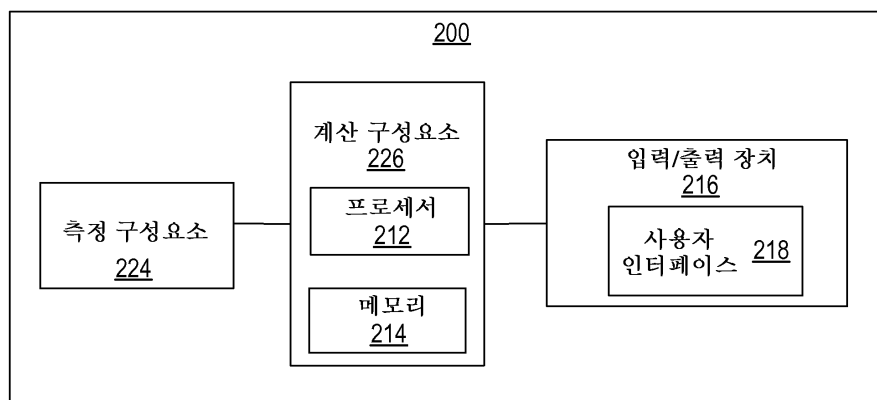 200
측정 구성요소
224
계산 구성요소
226
프로세서
212
메모리
214
입력/출력 장치
216
사용자
인터페이스
218